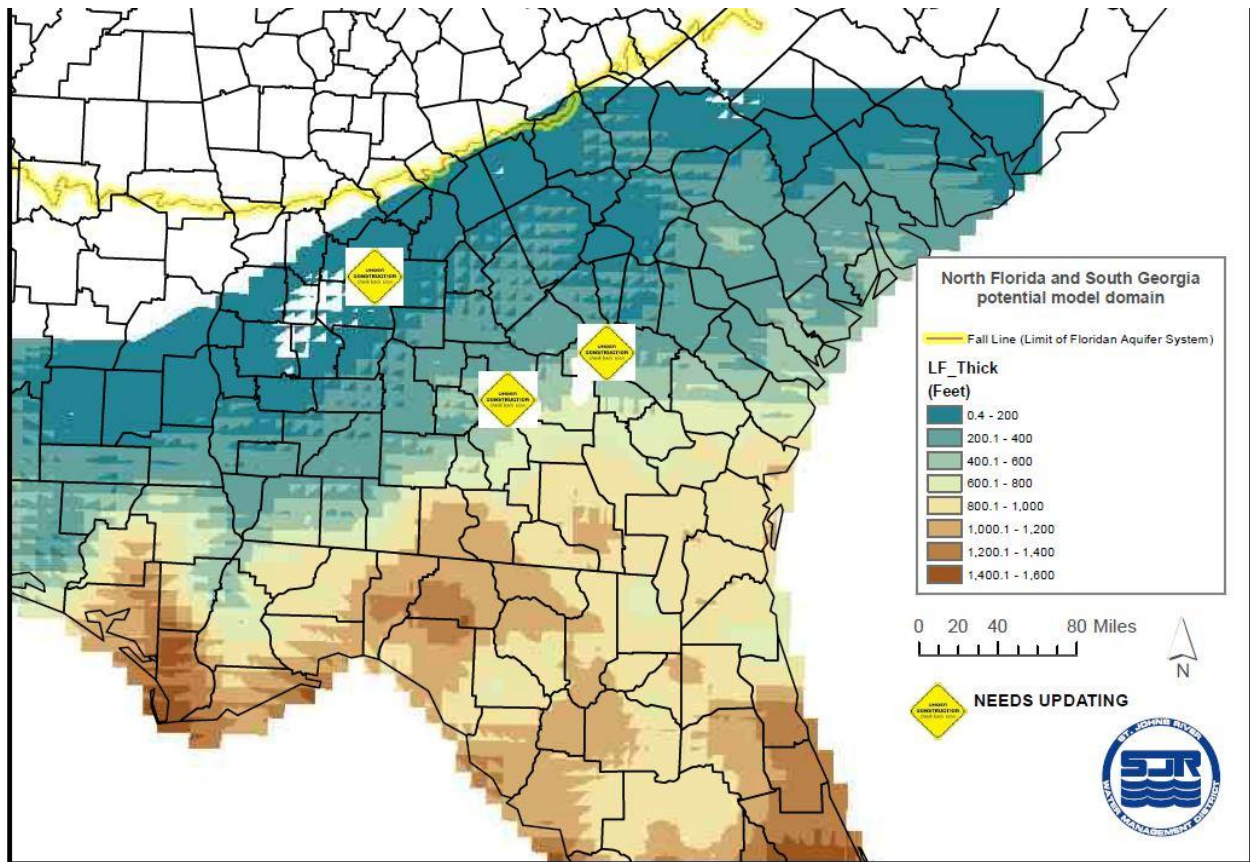 UNDER
CONSTRUCTION
UNDER
CONSTRUCTION
UNDER
CONSTRUCTION
North Florida and South Georgia
potential model domain
Fall Line (Limit of Floridan Aquifer System)
LF_Thick
(Feet)
0.4 - 200
200.1 - 400
400.1 - 600
600.1 - 800
800.1 - 1,000
1,000.1 - 1,200
1,200.1 - 1,400
1,400.1 - 1,600
0 20 40 80 Miles
N
UNDER
CONSTRUCTION
NEEDS UPDATING
ST. JOHNS RIVER
SJR
WATER MANAGEMENT DISTRICT